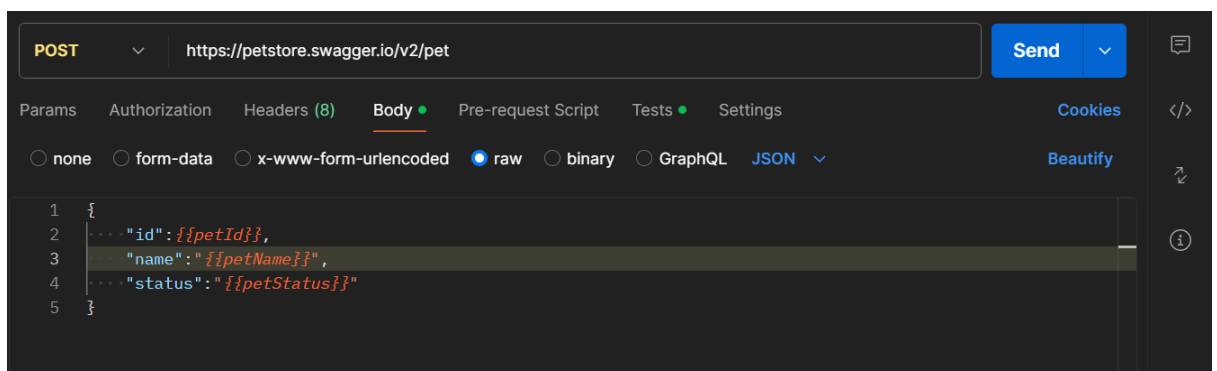 POST https://petstore.swagger.io/v2/pet Send
Params Authorization Headers (8) Body Pre-request Script Tests Settings Cookies
none form-data x-www-form-urlencoded raw binary GraphQL JSON Beautify
1 {
2 "id":{{petId}},
3 "name":"{{petName}}",
4 "status":"{{petStatus}}"
5 }